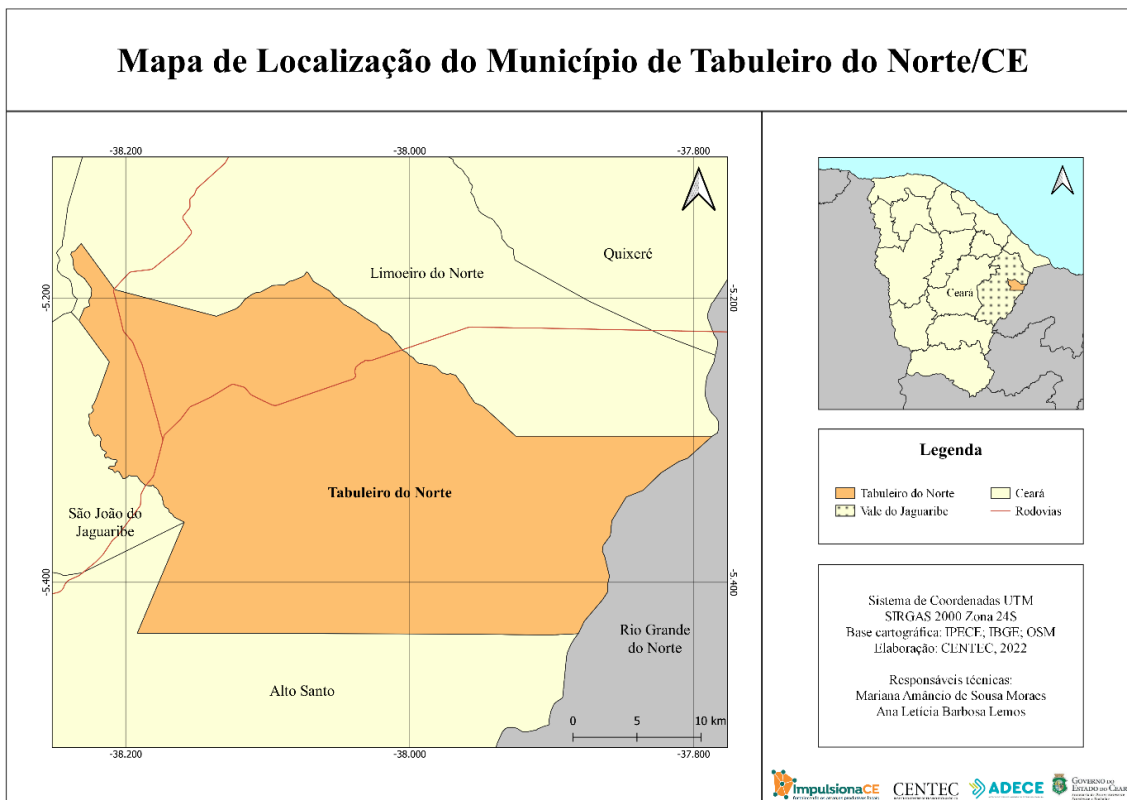 Mapa de Localização do Município de Tabuleiro do Norte/CE
-38.200
-38.000
-37.800
Quixeré
Limoeiro do Norte
-5.200
-5.200
Tabuleiro do Norte
São João do
Jaguaribe
-5.400
-5.400
Rio Grande
do Norte
Alto Santo
0 5 10 km
-38.200
-38.000
-37.800
Ceará
Legenda
Tabuleiro do Norte
Ceará
Vale do Jaguaribe
Rodovias
Sistema de Coordenadas UTM
SIRGAS 2000 Zona 24S
Base cartográfica: IPECE; IBGE; OSM
Elaboração: CENTEC, 2022
Responsáveis técnicas:
Mariana Amâncio de Sousa Moraes
Ana Letícia Barbosa Lemos
ImpulsionaCE
CENTEC
ADECE
GOVERNO DO
ESTADO DO CEARÁ